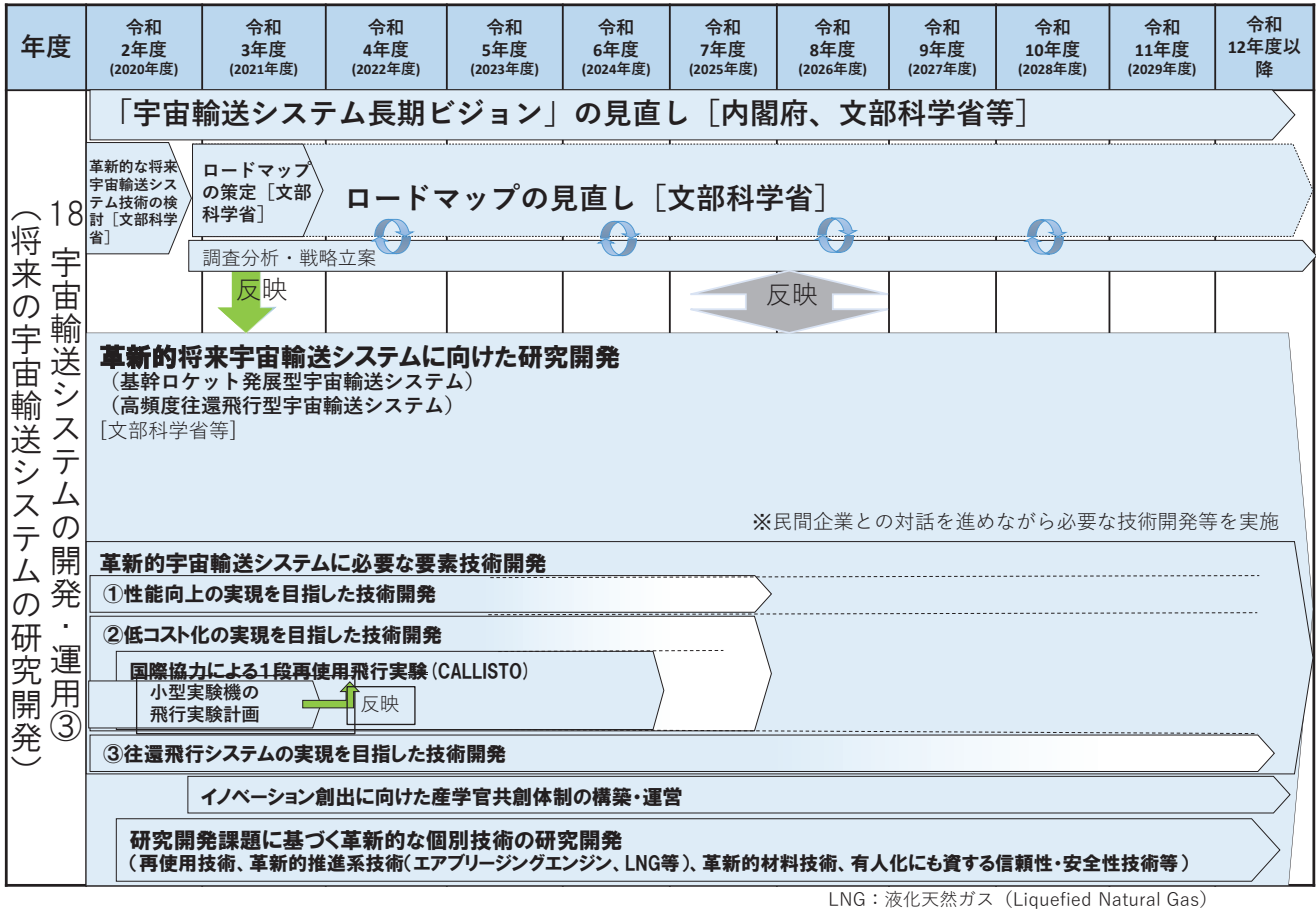 年度
令和
2年度
(2020年度)
令和
3年度
(2021年度)
令和
4年度
(2022年度)
令和
5年度
(2023年度)
令和
6年度
(2024年度)
令和
7年度
(2025年度)
令和
8年度
(2026年度)
令和
9年度
(2027年度)
令和
10年度
(2028年度)
令和
11年度
(2029年度)
令和
12年度以
降
18 宇宙輸送システムの開発・運用③
（将来の宇宙輸送システムの研究開発）
「宇宙輸送システム長期ビジョン」の見直し［内閣府、文部科学省等］
革新的な将来
宇宙輸送シス
テム技術の検
討［文部科学
省］
ロードマップ
の策定［文部
科学省］
ロードマップの見直し［文部科学省］
調査分析・戦略立案
反映
反映
革新的将来宇宙輸送システムに向けた研究開発
（基幹ロケット発展型宇宙輸送システム）
（高頻度往還飛行型宇宙輸送システム）
[文部科学省等]
※民間企業との対話を進めながら必要な技術開発等を実施
革新的宇宙輸送システムに必要な要素技術開発
①性能向上の実現を目指した技術開発
②低コスト化の実現を目指した技術開発
国際協力による1段再使用飛行実験(CALLISTO)
小型実験機の
飛行実験計画
反映
③往還飛行システムの実現を目指した技術開発
イノベーション創出に向けた産学官共創体制の構築・運営
研究開発課題に基づく革新的な個別技術の研究開発
（再使用技術、革新的推進系技術(エアブリージングエンジン、LNG等)、革新的材料技術、有人化にも資する信頼性・安全性技術等）
LNG：液化天然ガス（Liquefied Natural Gas）